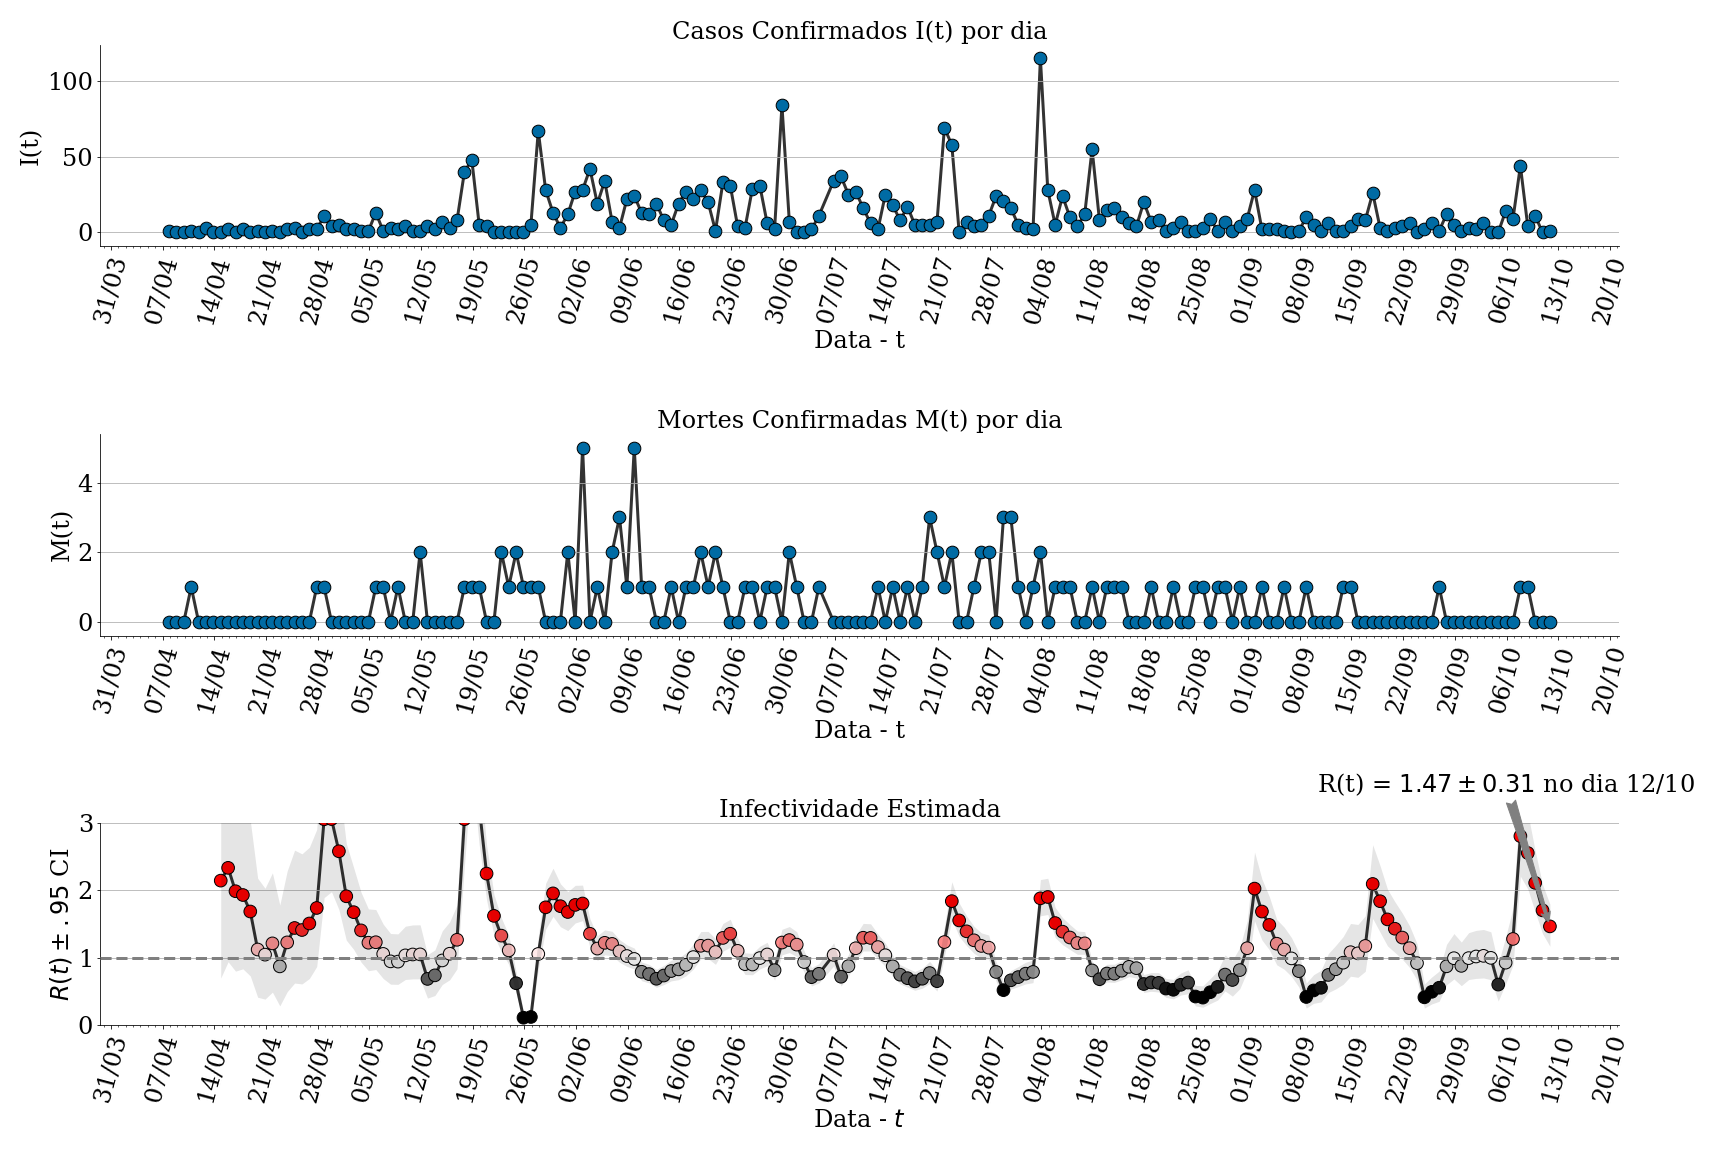 Casos Confirmados I(t) por dia
I(t)
100
50
0
31/03 07/04 14/04 21/04 28/04 05/05 12/05 19/05 26/05 02/06 09/06 16/06 23/06 30/06 07/07 14/07 21/07 28/07 04/08 11/08 18/08 25/08 01/09 08/09 15/09 22/09 29/09 06/10 13/10 20/10
Data - t
Mortes Confirmadas M(t) por dia
M(t)
4
2
0
31/03 07/04 14/04 21/04 28/04 05/05 12/05 19/05 26/05 02/06 09/06 16/06 23/06 30/06 07/07 14/07 21/07 28/07 04/08 11/08 18/08 25/08 01/09 08/09 15/09 22/09 29/09 06/10 13/10 20/10
Data - t
R(t) = 1.47 ± 0.31 no dia 12/10
Infectividade Estimada
R(t) ± .95 CI
3
2
1
0
31/03 07/04 14/04 21/04 28/04 05/05 12/05 19/05 26/05 02/06 09/06 16/06 23/06 30/06 07/07 14/07 21/07 28/07 04/08 11/08 18/08 25/08 01/09 08/09 15/09 22/09 29/09 06/10 13/10 20/10
Data - t